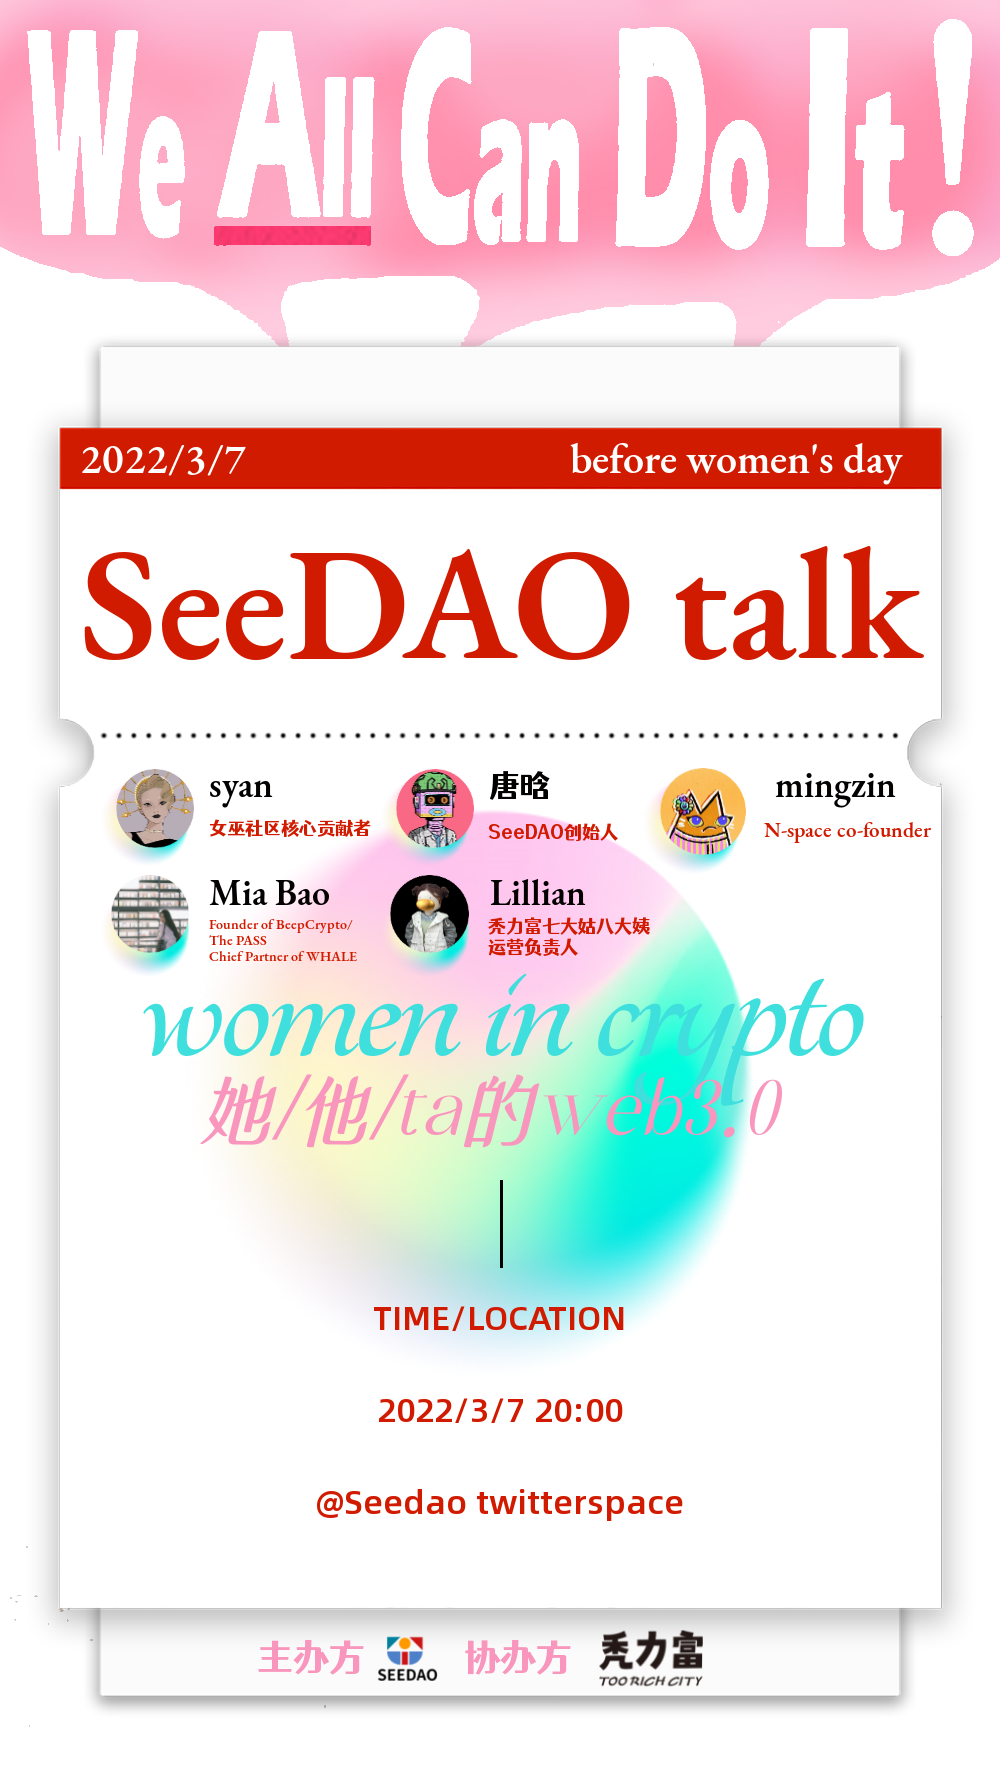 We All Can Do It!
2022/3/7
before women's day
SeeDAO talk
syan
女巫社区核心贡献者
唐晗
SeeDAO创始人
mingzin
N-space co-founder
Mia Bao
Founder of BeepCrypto/
The PASS
Chief Partner of WHALE
Lillian
秃力富七大姑八大姨
运营负责人
women in crypto
她/他/ta的web3.0
TIME/LOCATION
2022/3/7 20:00
@Seedao twitterspace
主办方
SEEDAO
协办方
秃力富
TOO RICH CITY